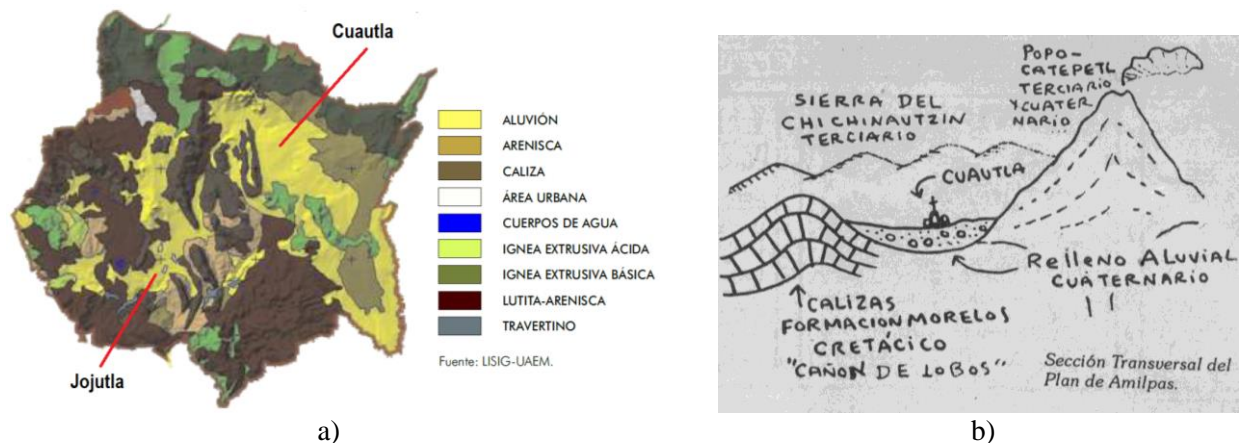 Cuautla
Jojutla
ALUVIÓN
ARENISCA
CALIZA
ÁREA URBANA
CUERPOS DE AGUA
IGNEA EXTRUSIVA ÁCIDA
IGNEA EXTRUSIVA BÁSICA
LUTITA-ARENISCA
TRAVERTINO
Fuente: LISIG-UAEM.
a)
POPO-
CATEPETL
TERCIARIO
Y CUATER
NARIO
SIERRA DEL
CHICHINAUTZIN
TERCIARIO
CUAUTLA
Relleno Aluvial
CUATERNARIO
CALIZAS
FORMACION MORELOS
CRETÁCICO
"CAÑON DE LOBOS"
Sección Transversal del
Plan de Amilpas.
b)